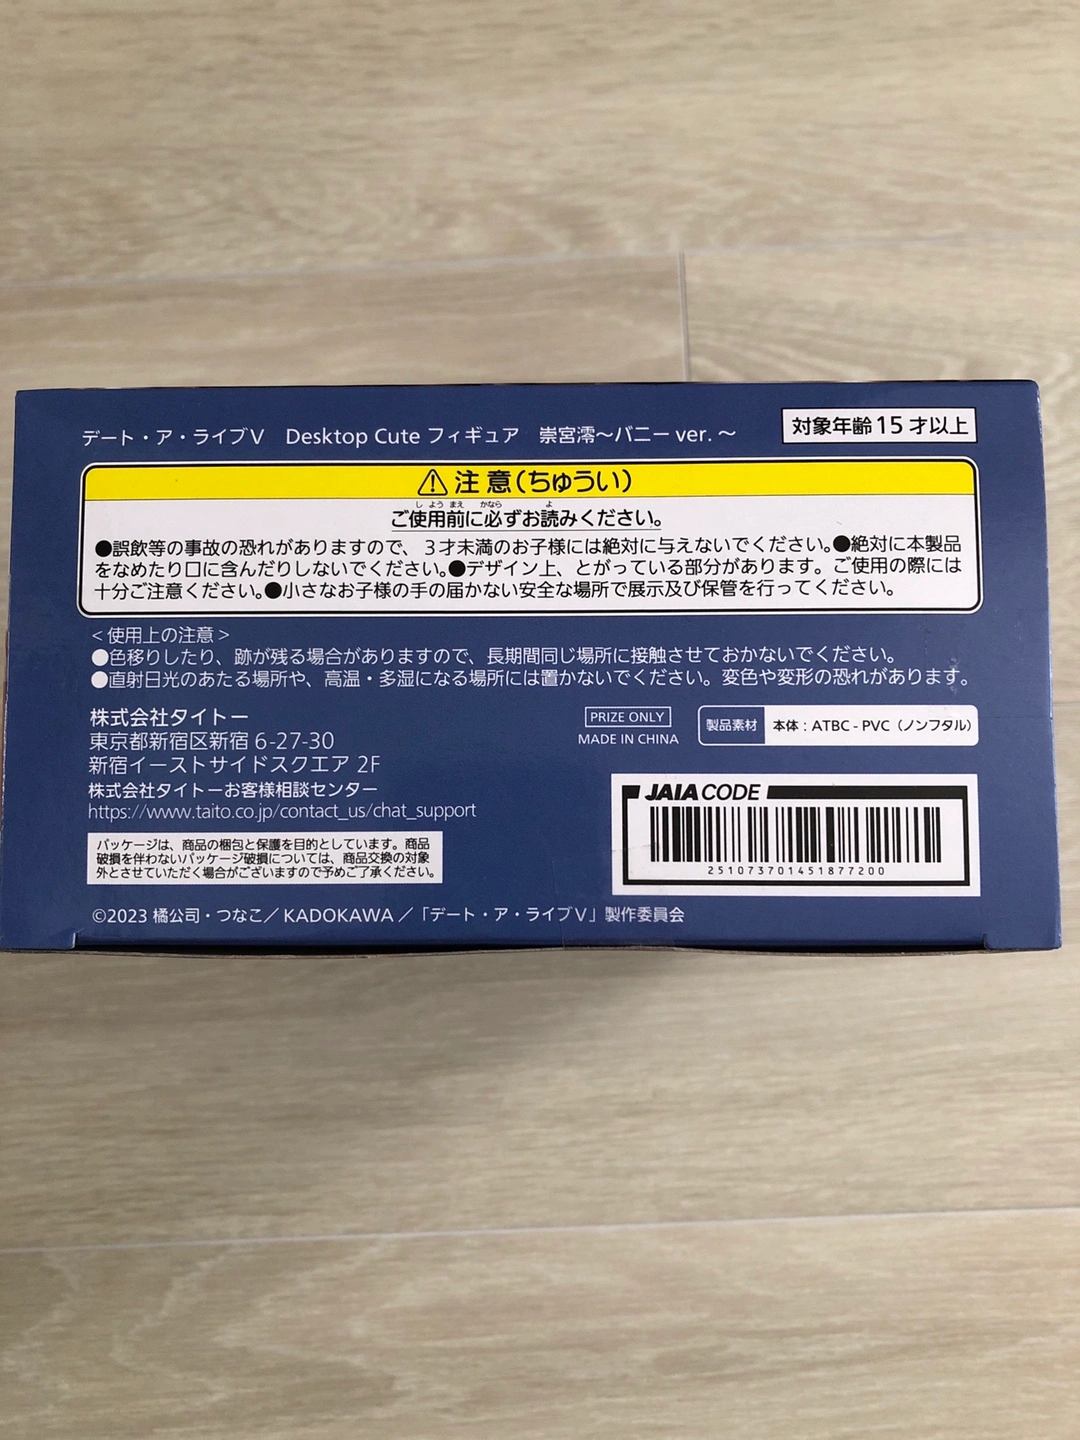 デート・ア・ライブⅤ Desktop Cute フィギュア 崇宮澪～バニー ver.～
対象年齢15才以上
注意(ちゅうい)
しようまえ かなら よ
ご使用前に必ずお読みください。
●誤飲等の事故の恐れがありますので、3才未満のお子様には絶対に与えないでください。●絶対に本製品
をなめたり口に含んだりしないでください。●デザイン上、とがっている部分があります。ご使用の際には
十分ご注意ください。●小さなお子様の手の届かない安全な場所で展示及び保管を行ってください。
＜使用上の注意＞
●色移りしたり、跡が残る場合がありますので、長期間同じ場所に接触させておかないでください。
●直射日光のあたる場所や、高温・多湿になる場所には置かないでください。変色や変形の恐れがあります。
株式会社タイトー
東京都新宿区新宿 6-27-30
新宿イーストサイドスクエア 2F
株式会社タイトーお客様相談センター
https://www.taito.co.jp/contact_us/chat_support
PRIZE ONLY
MADE IN CHINA
製品素材 本体：ATBC-PVC（ノンフタル）
JAIA CODE
251073701451877200
パッケージは、商品の梱包と保護を目的としています。商品
破損を伴わないパッケージ破損については、商品交換の対象
外とさせていただく場合がございますので予めご了承ください。
©2023 橘公司・つなこ／KADOKAWA／「デート・ア・ライブⅤ」製作委員会